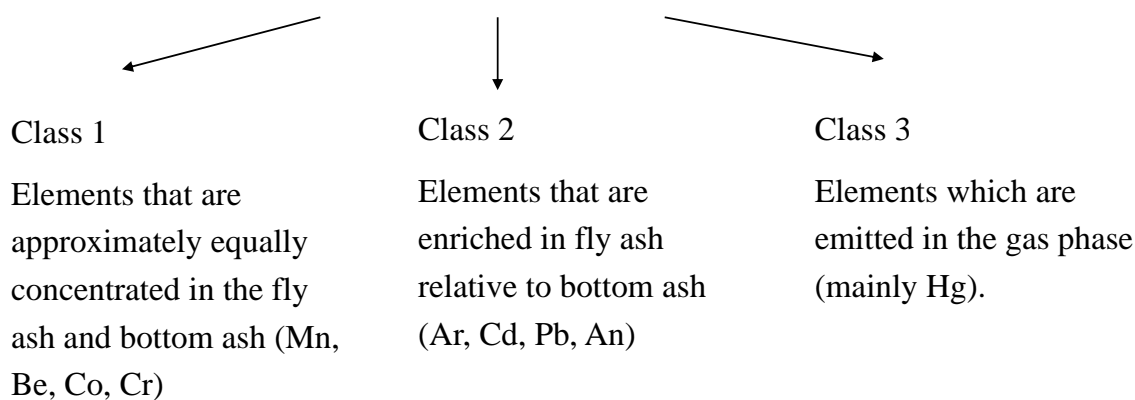 Class 1
Elements that are
approximately equally
concentrated in the fly
ash and bottom ash (Mn,
Be, Co, Cr)
Class 2
Elements that are
enriched in fly ash
relative to bottom ash
(Ar, Cd, Pb, An)
Class 3
Elements which are
emitted in the gas phase
(mainly Hg).